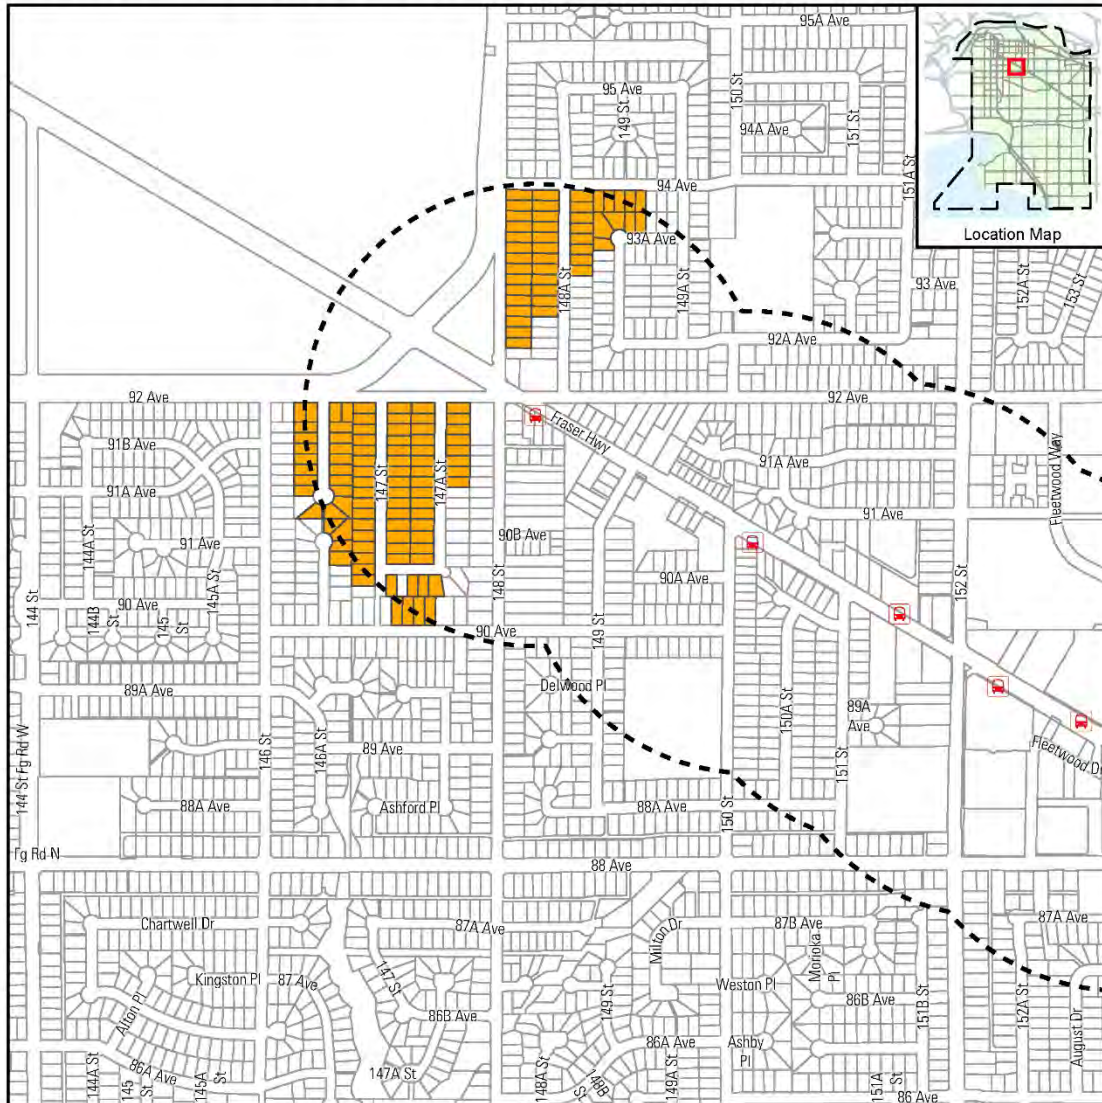 95A Ave
95 Ave
149 St
150 St
94A Ave
151 St
151A St
Location Map
94 Ave
93A Ave
148A St
149A St
93 Ave
152A St
153 St
92A Ave
92 Ave
92 Ave
Fraser Hwy
91B Ave
91A Ave
147 St
147A St
91A Ave
Fleetwood Way
91 Ave
144A St
91 Ave
90B Ave
90A Ave
145A St
148 St
152 St
144 St
90 Ave
144B
St
145
St
90 Ave
149 St
89A Ave
Delwood Pl
150A St
89A
Ave
144 St Fg Rd W
146 St
146A St
89 Ave
151 St
Fleetwood Dr
88A Ave
Ashford Pl
88A Ave
150 St
Fg Rd N
88 Ave
Chartwell Dr
87A Ave
Milton Dr
87B Ave
Morioka
Pl
87A Ave
Kingston Pl
87 Ave
147 St
Weston Pl
Alton Pl
86B Ave
149 St
86B Ave
151B St
152A St
August Dr
86A Ave
86A Ave
Ashby
Pl
144A St
145
St
145A
St
147A St
148A St
148B
St
149A St
151A
St
86 Ave